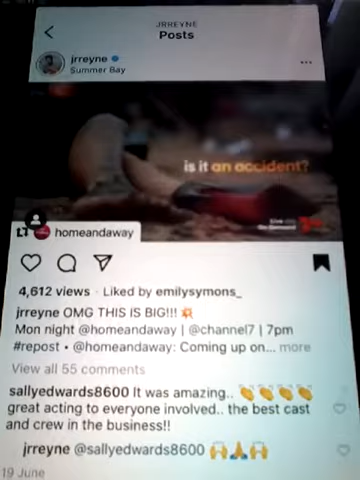 JRREYNE
Posts
jrreyne
Summer Bay
is it an accident?
homeandaway
4,612 views · Liked by emilysymons_
jrreyne OMG THIS IS BIG!!! 💥
Mon night @homeandaway | @channel7 | 7pm
#repost • @homeandaway: Coming up on... more
View all 55 comments
sallyedwards8600 It was amazing.. 👏👏👏👏
great acting to everyone involved.. the best cast
and crew in the business!!
jrreyne @sallyedwards8600 🙌🙏🙌
19 June